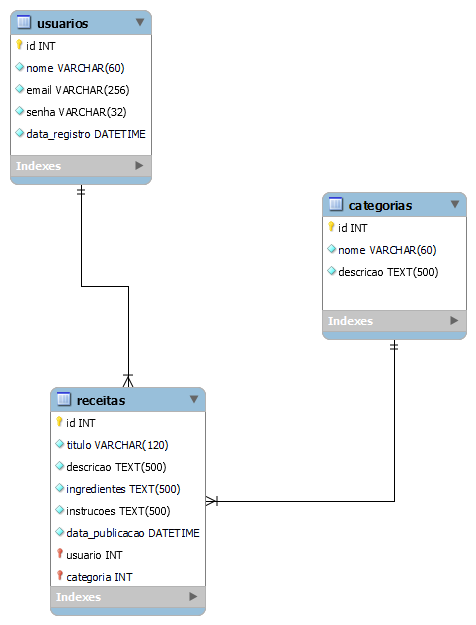 usuarios
id INT
nome VARCHAR(60)
email VARCHAR(256)
senha VARCHAR(32)
data_registro DATETIME
Indexes
categorias
id INT
nome VARCHAR(60)
descricao TEXT(500)
Indexes
receitas
id INT
titulo VARCHAR(120)
descricao TEXT(500)
ingredientes TEXT(500)
instrucoes TEXT(500)
data_publicacao DATETIME
usuario INT
categoria INT
Indexes